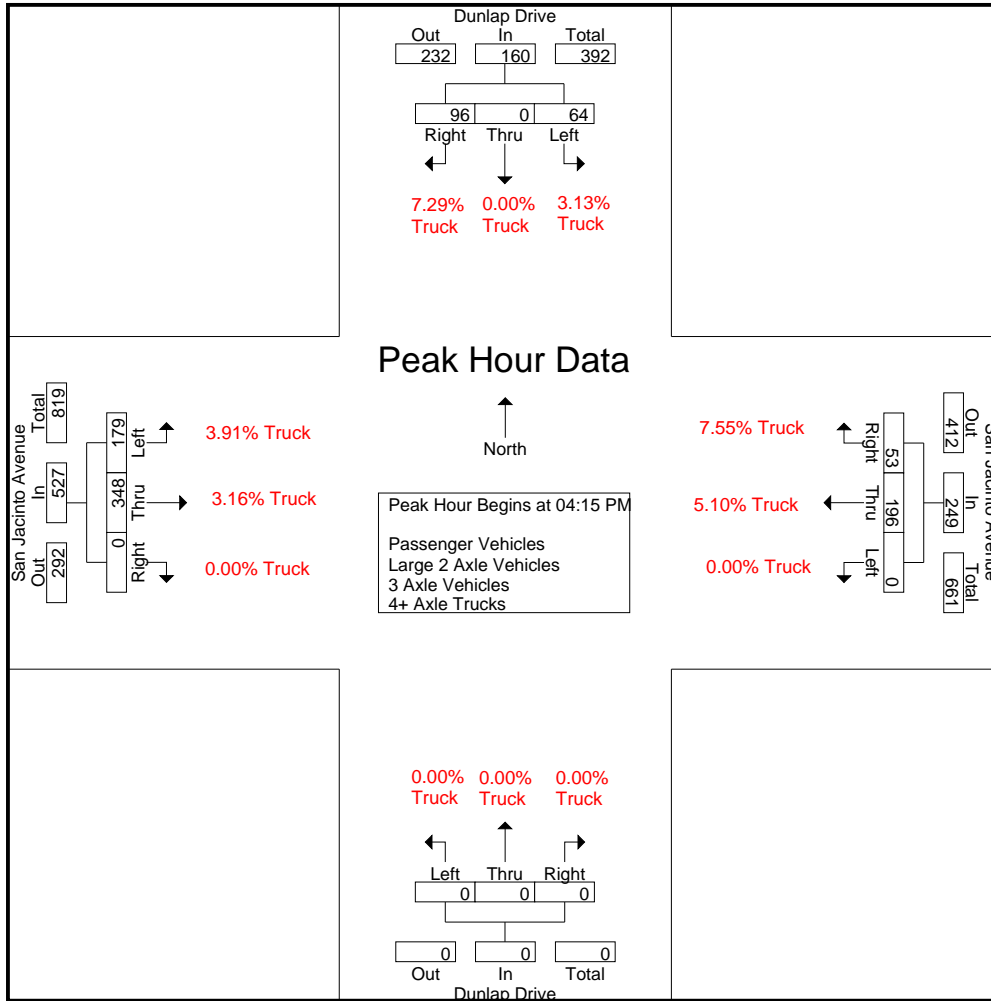 Dunlap Drive
Out In Total
232 160 392
96 0 64
Right Thru Left
7.29% Truck
0.00% Truck
3.13% Truck
Peak Hour Data
North
Peak Hour Begins at 04:15 PM
Passenger Vehicles
Large 2 Axle Vehicles
3 Axle Vehicles
4+ Axle Trucks
San Jacinto Avenue
Total In Out
819 527 292
179 348 0
Left Thru Right
3.91% Truck
3.16% Truck
0.00% Truck
San Jacinto Avenue
Out In Total
412 249 661
53 196 0
Right Thru Left
7.55% Truck
5.10% Truck
0.00% Truck
0.00% Truck
0.00% Truck
0.00% Truck
Left Thru Right
0 0 0
0 0 0
Out In Total
Dunlap Drive